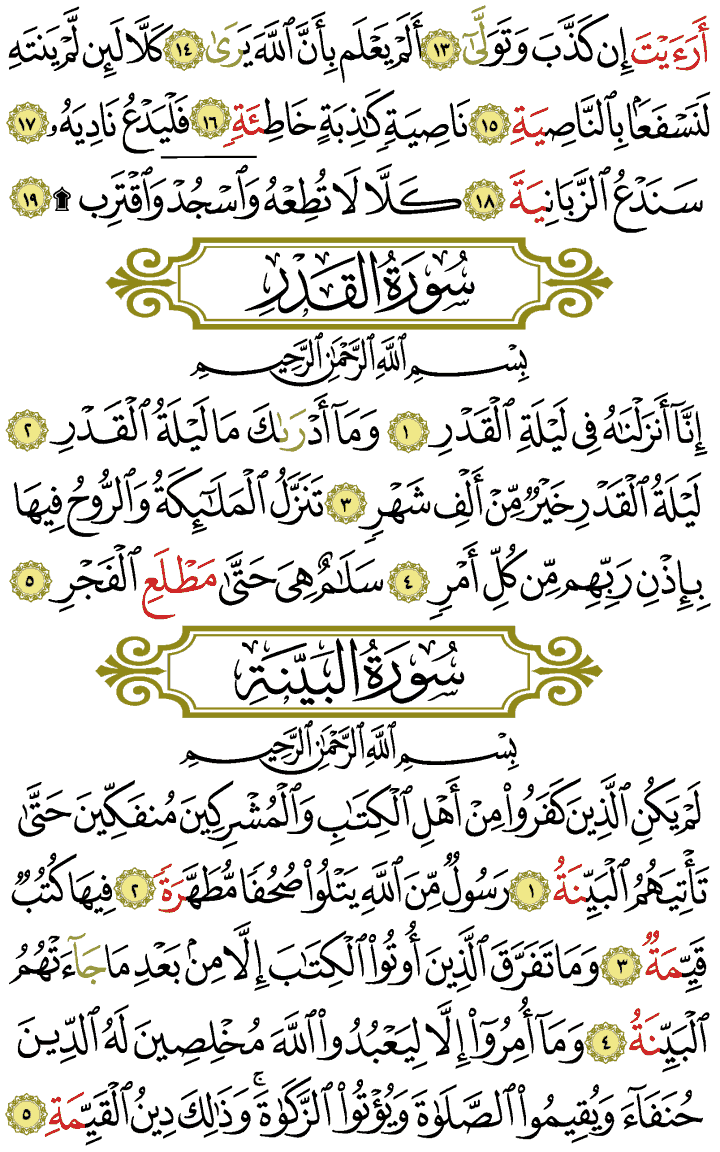 أَرَءَيْتَ إِن كَذَّبَ وَتَوَلَّىٰٓ ١٣ أَلَمْ يَعْلَم بِأَنَّ ٱللَّهَ يَرَىٰ ١٤ كَلَّا لَئِن لَّمْ يَنتَهِ
لَنَسْفَعًۢا بِٱلنَّاصِيَةِ ١٥ نَاصِيَةٍ كَٰذِبَةٍ خَاطِئَةٍ ١٦ فَلْيَدْعُ نَادِيَهُۥ ١٧
سَنَدْعُ ٱلزَّبَانِيَةَ ١٨ كَلَّا لَا تُطِعْهُ وَٱسْجُدْ وَٱقْتَرِب ۩ ١٩
سُورَةُ القَدْرِ
بِسْمِ ٱللَّهِ ٱلرَّحْمَٰنِ ٱلرَّحِيمِ
إِنَّآ أَنزَلْنَٰهُ فِى لَيْلَةِ ٱلْقَدْرِ ١ وَمَآ أَدْرَىٰكَ مَا لَيْلَةُ ٱلْقَدْرِ ٢
لَيْلَةُ ٱلْقَدْرِ خَيْرٌ مِّنْ أَلْفِ شَهْرٍ ٣ تَنَزَّلُ ٱلْمَلَٰٓئِكَةُ وَٱلرُّوحُ فِيهَا
بِإِذْنِ رَبِّهِم مِّن كُلِّ أَمْرٍ ٤ سَلَٰمٌ هِىَ حَتَّىٰ مَطْلَعِ ٱلْفَجْرِ ٥
سُورَةُ البَيِّنَةِ
بِسْمِ ٱللَّهِ ٱلرَّحْمَٰنِ ٱلرَّحِيمِ
لَمْ يَكُنِ ٱلَّذِينَ كَفَرُوا۟ مِنْ أَهْلِ ٱلْكِتَٰبِ وَٱلْمُشْرِكِينَ مُنفَكِّينَ حَتَّىٰ
تَأْتِيَهُمُ ٱلْبَيِّنَةُ ١ رَسُولٌ مِّنَ ٱللَّهِ يَتْلُوا۟ صُحُفًا مُّطَهَّرَةً ٢ فِيهَا كُتُبٌ
قَيِّمَةٌ ٣ وَمَا تَفَرَّقَ ٱلَّذِينَ أُوتُوا۟ ٱلْكِتَٰبَ إِلَّا مِنۢ بَعْدِ مَا جَآءَتْهُمُ
ٱلْبَيِّنَةُ ٤ وَمَآ أُمِرُوٓا۟ إِلَّا لِيَعْبُدُوا۟ ٱللَّهَ مُخْلِصِينَ لَهُ ٱلدِّينَ
حُنَفَآءَ وَيُقِيمُوا۟ ٱلصَّلَوٰةَ وَيُؤْتُوا۟ ٱلزَّكَوٰةَ ۚ وَذَٰلِكَ دِينُ ٱلْقَيِّمَةِ ٥